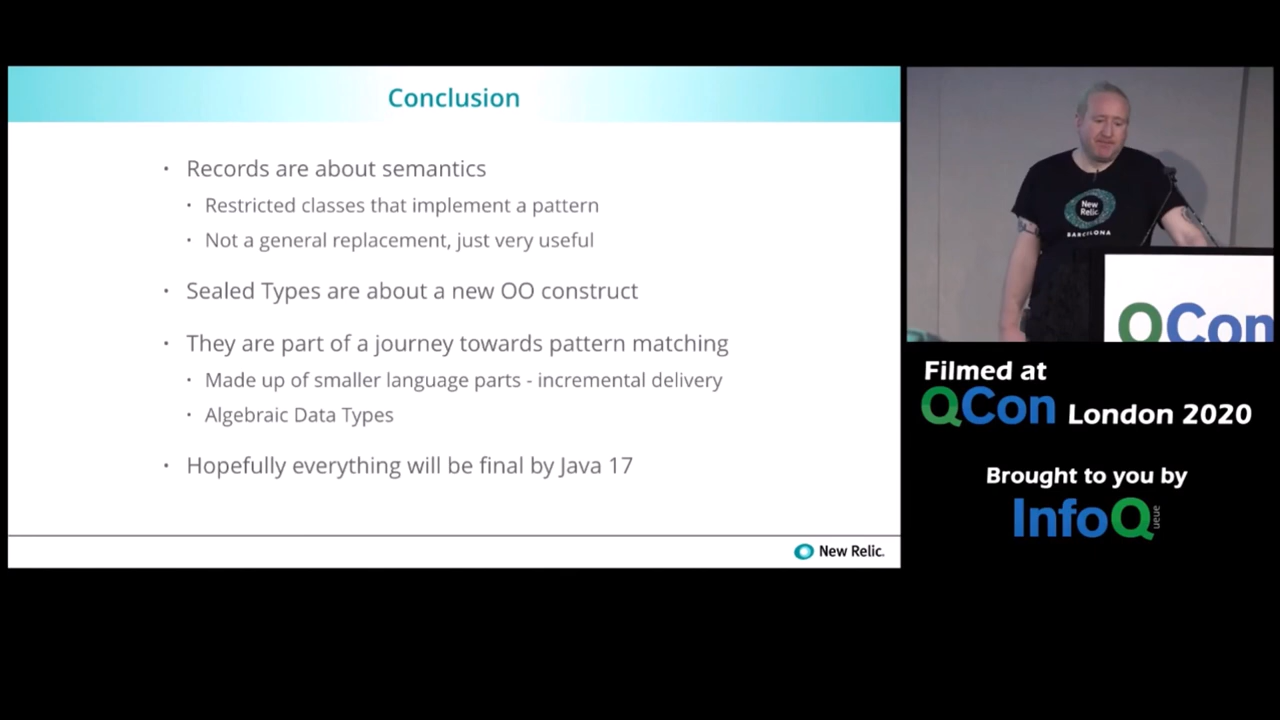 Conclusion
• Records are about semantics
• Restricted classes that implement a pattern
• Not a general replacement, just very useful
• Sealed Types are about a new OO construct
• They are part of a journey towards pattern matching
• Made up of smaller language parts - incremental delivery
• Algebraic Data Types
• Hopefully everything will be final by Java 17
New Relic.
New
Relic
BARCELONA
QCon
Filmed at
QCon London 2020
Brought to you by
InfoQueue